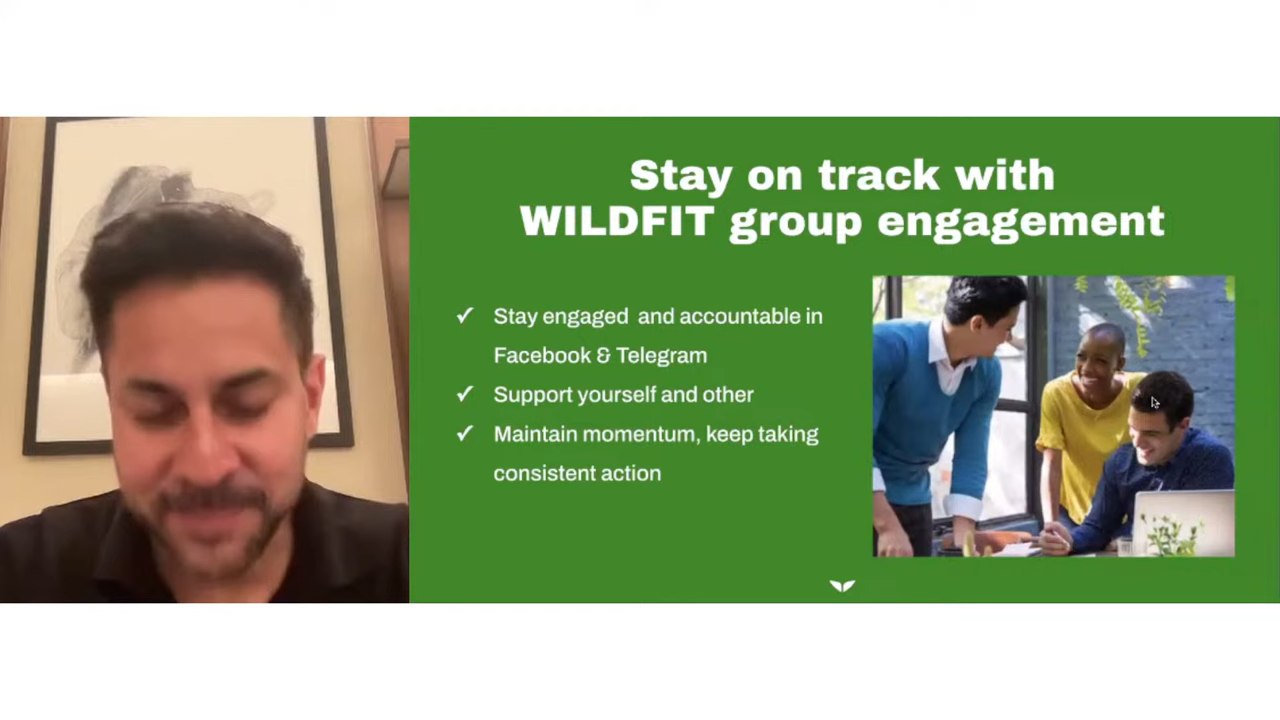 Stay on track with
WILDFIT group engagement
✓ Stay engaged  and accountable in
Facebook & Telegram
✓ Support yourself and other
✓ Maintain momentum, keep taking
consistent action